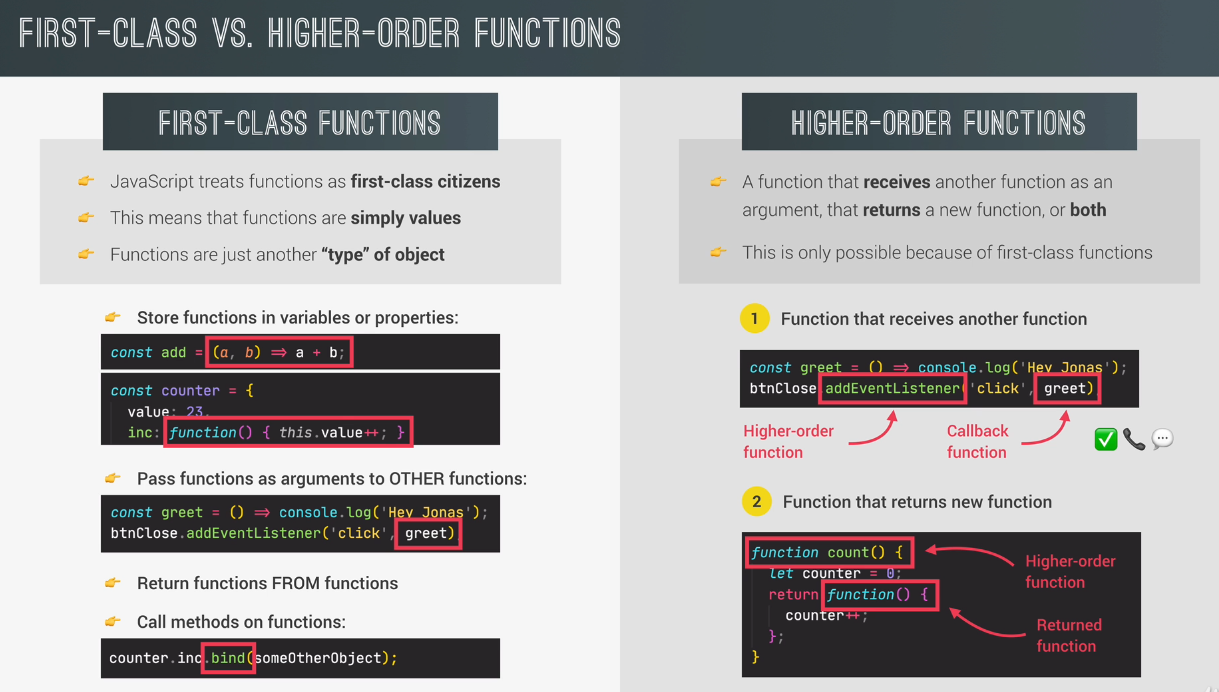 FIRST-CLASS VS. HIGHER-ORDER FUNCTIONS
FIRST-CLASS FUNCTIONS
JavaScript treats functions as first-class citizens
This means that functions are simply values
Functions are just another “type” of object
Store functions in variables or properties:
const add = (a, b) => a + b;
const counter = {
value: 23,
inc: function() { this.value++; }
Pass functions as arguments to OTHER functions:
const greet = () => console.log('Hey Jonas');
btnClose.addEventListener('click', greet)
Return functions FROM functions
Call methods on functions:
counter.inc.bind(someOtherObject);
HIGHER-ORDER FUNCTIONS
A function that receives another function as an
argument, that returns a new function, or both
This is only possible because of first-class functions
1 Function that receives another function
const greet = () => console.log('Hey Jonas');
btnClose.addEventListener('click', greet)
Higher-order
function
Callback
function
2 Function that returns new function
function count() {
let counter = 0;
return function() {
counter++;
};
}
Higher-order
function
Returned
function